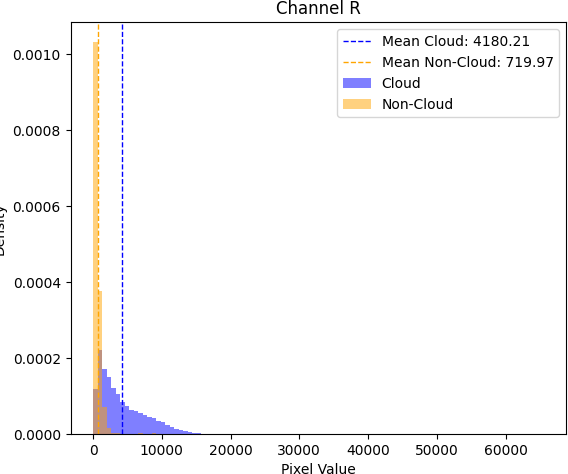 Channel R
Mean Cloud: 4180.21
Mean Non-Cloud: 719.97
Cloud
Non-Cloud
0.0010
0.0008
0.0006
0.0004
0.0002
0.0000
Density
0 10000 20000 30000 40000 50000 60000
Pixel Value